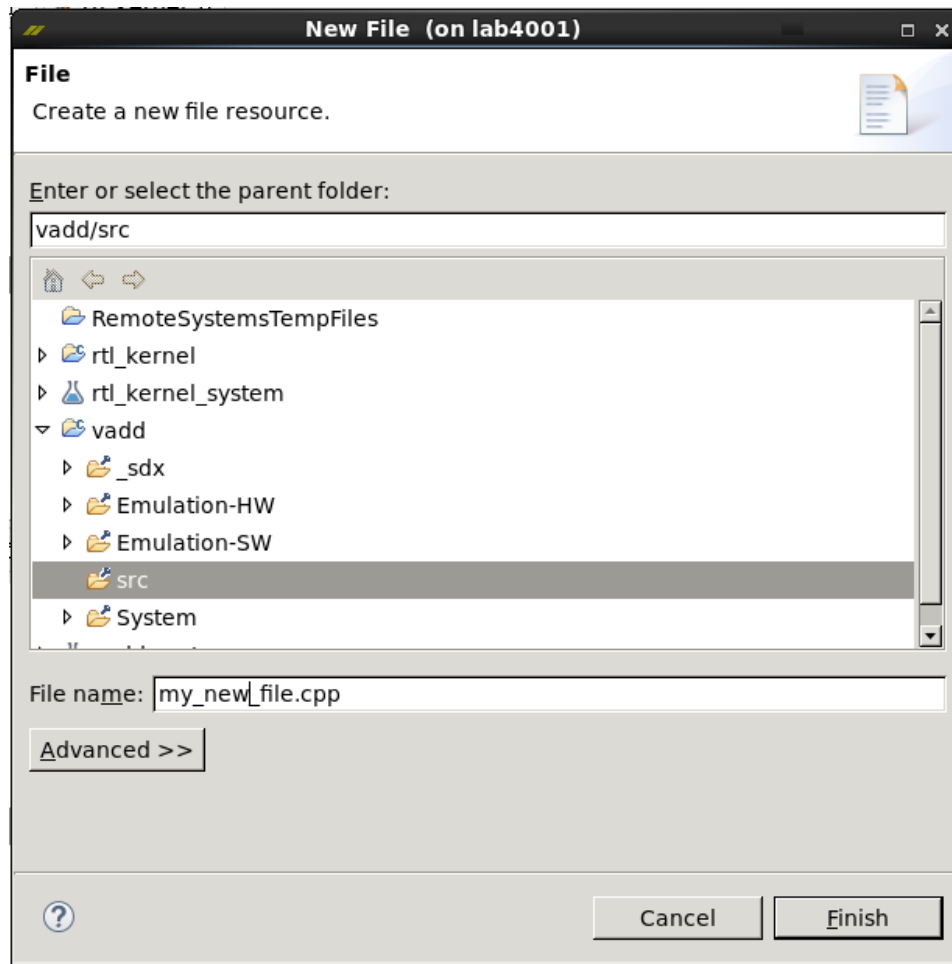 New File (on lab4001)
File
Create a new file resource.
Enter or select the parent folder:
vadd/src
RemoteSystemsTempFiles
rtl_kernel
rtl_kernel_system
vadd
_sdx
Emulation-HW
Emulation-SW
src
System
File name: my_new_file.cpp
Advanced >>
Cancel Finish